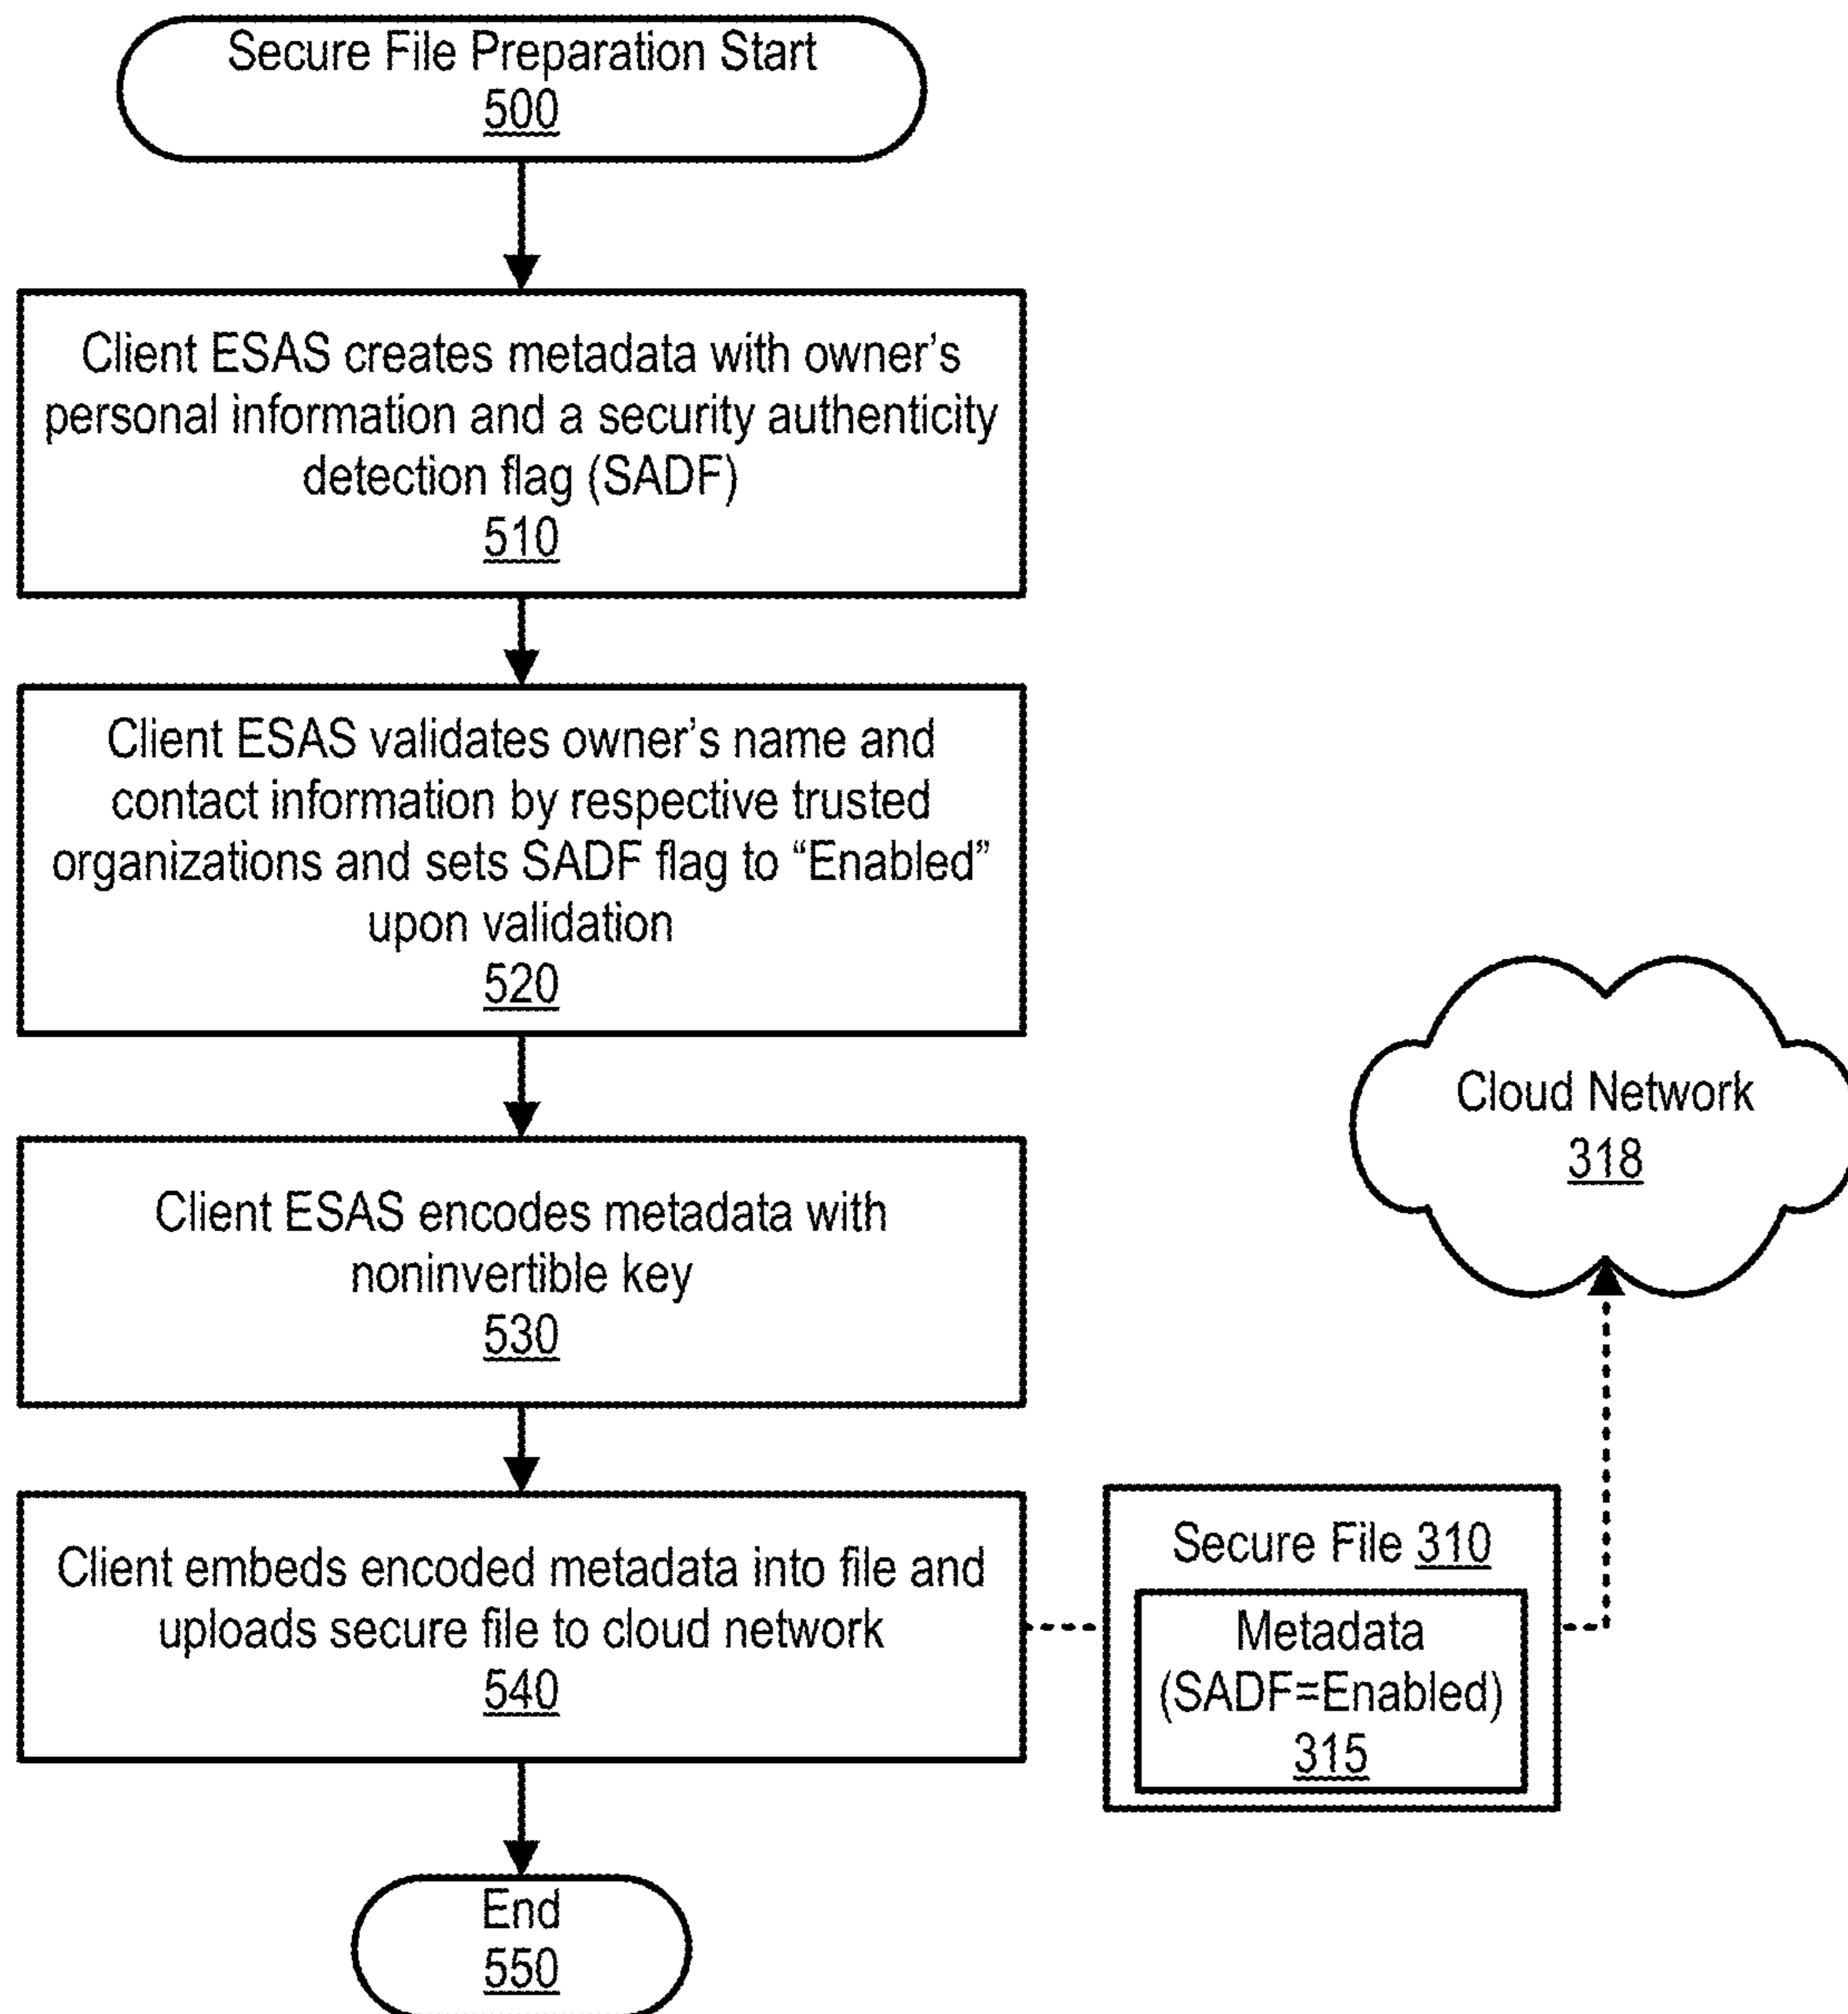 Secure File Preparation Start
500
Client ESAS creates metadata with owner's
personal information and a security authenticity
detection flag (SADF)
510
Client ESAS validates owner's name and
contact information by respective trusted
organizations and sets SADF flag to “Enabled”
upon validation
520
Client ESAS encodes metadata with
noninvertible key
530
Client embeds encoded metadata into file and
uploads secure file to cloud network
540
End
550
Secure File 310
Metadata
(SADF=Enabled)
315
Cloud Network
318